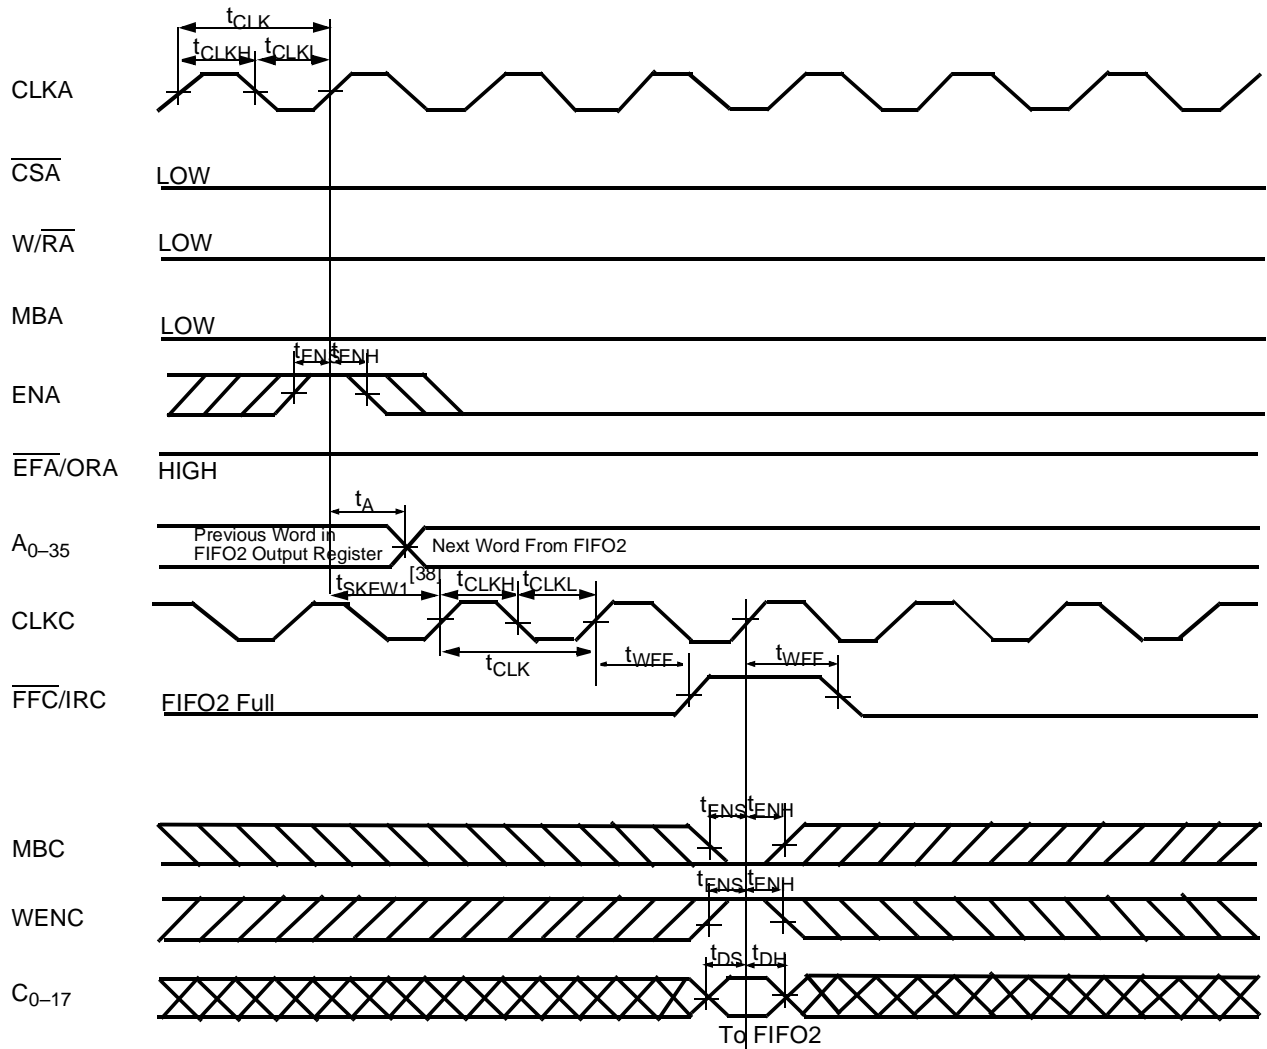 tCLK
tCLKH tCLKL
CLKA
CSA LOW
W/RA LOW
MBA LOW
tENS tENH
ENA
EFA/ORA HIGH
tA
A0–35 Previous Word in
FIFO2 Output Register Next Word From FIFO2
tSKEW1[38] tCLKH tCLKL
CLKC
tCLK tWFF tWFF
FFC/IRC FIFO2 Full
tENS tENH
MBC
tENS tENH
WENC
tDS tDH
C0–17
To FIFO2